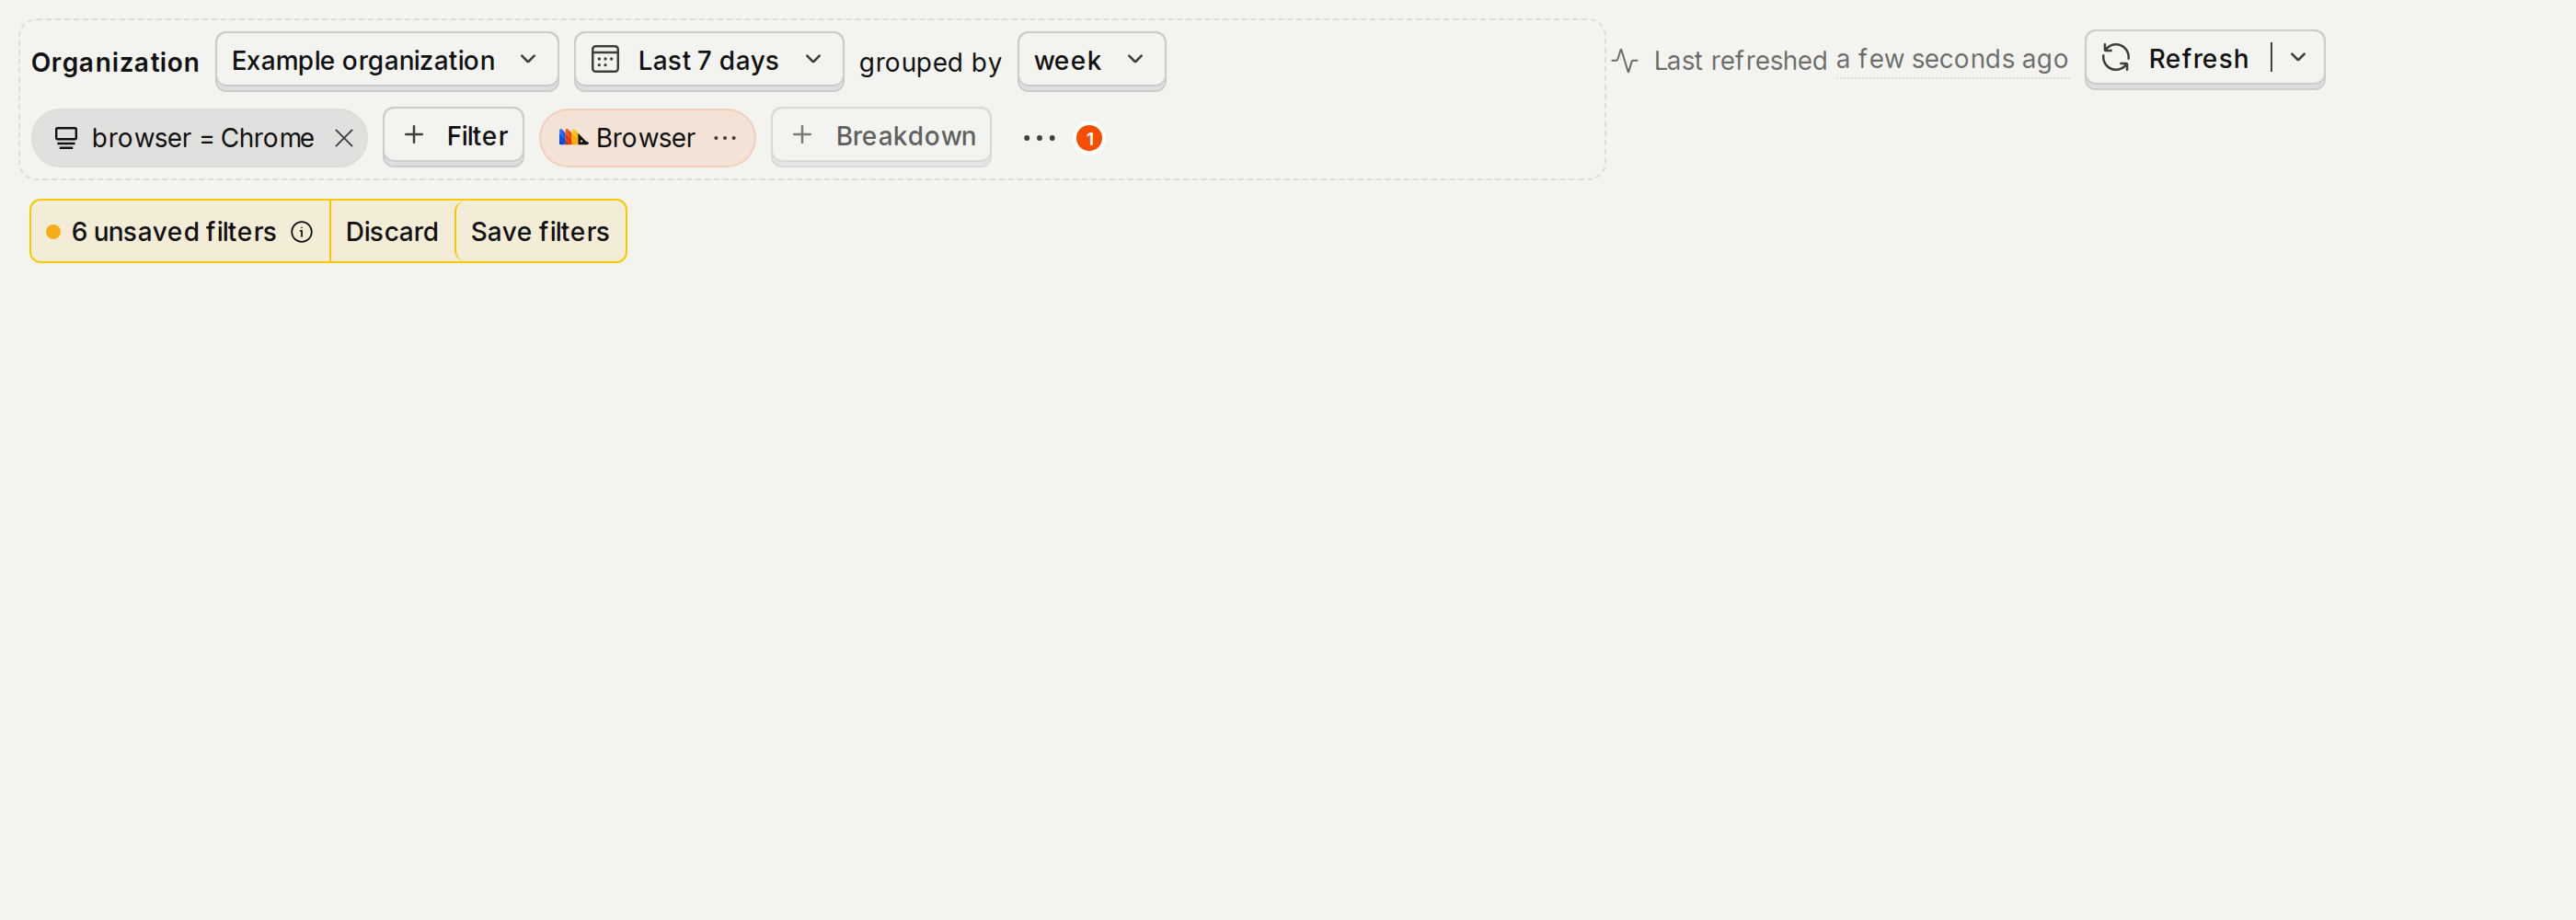 Organization Example organization Last 7 days grouped by week Last refreshed a few seconds ago Refresh
browser = Chrome Filter Browser ··· Breakdown ··· 1
6 unsaved filters Discard Save filters